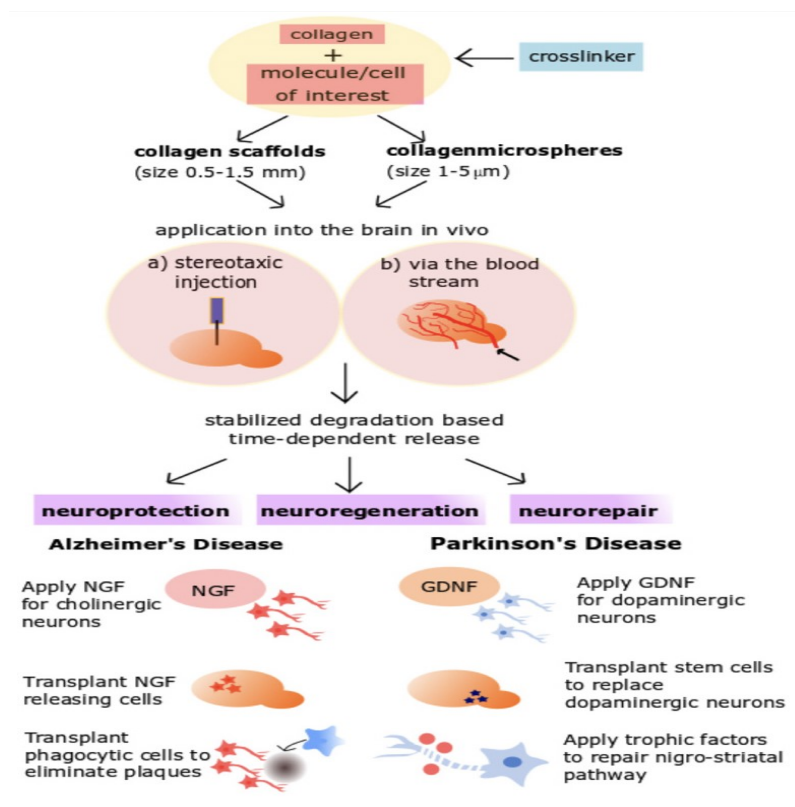 collagen
+
molecule/cell
of interest
crosslinker
collagen scaffolds
(size 0.5-1.5 mm)
collagenmicrospheres
(size 1-5μm)
application into the brain in vivo
a) stereotaxic
injection
b) via the blood
stream
stabilized degradation based
time-dependent release
neuroprotection
neuroregeneration
neurorepair
Alzheimer's Disease
Parkinson's Disease
Apply NGF
for cholinergic
neurons
NGF
GDNF
Apply GDNF
for dopaminergic
neurons
Transplant NGF
releasing cells
Transplant stem cells
to replace
dopaminergic neurons
Transplant
phagocytic cells to
eliminate plaques
Apply trophic factors
to repair nigro-striatal
pathway